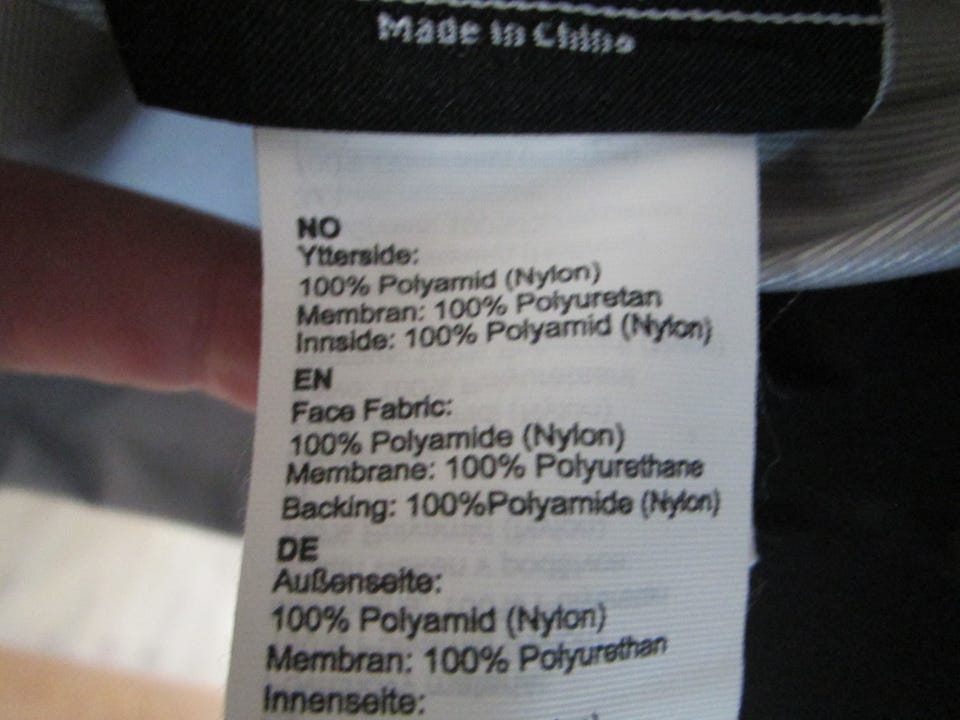 Made in China
NO
Ytterside:
100% Polyamid (Nylon)
Membran: 100% Polyuretan
Innside: 100% Polyamid (Nylon)
EN
Face Fabric:
100% Polyamide (Nylon)
Membrane: 100% Polyurethane
Backing: 100%Polyamide (Nylon)
DE
Außenseite:
100% Polyamid (Nylon)
Membran: 100% Polyurethan
Innenseite: